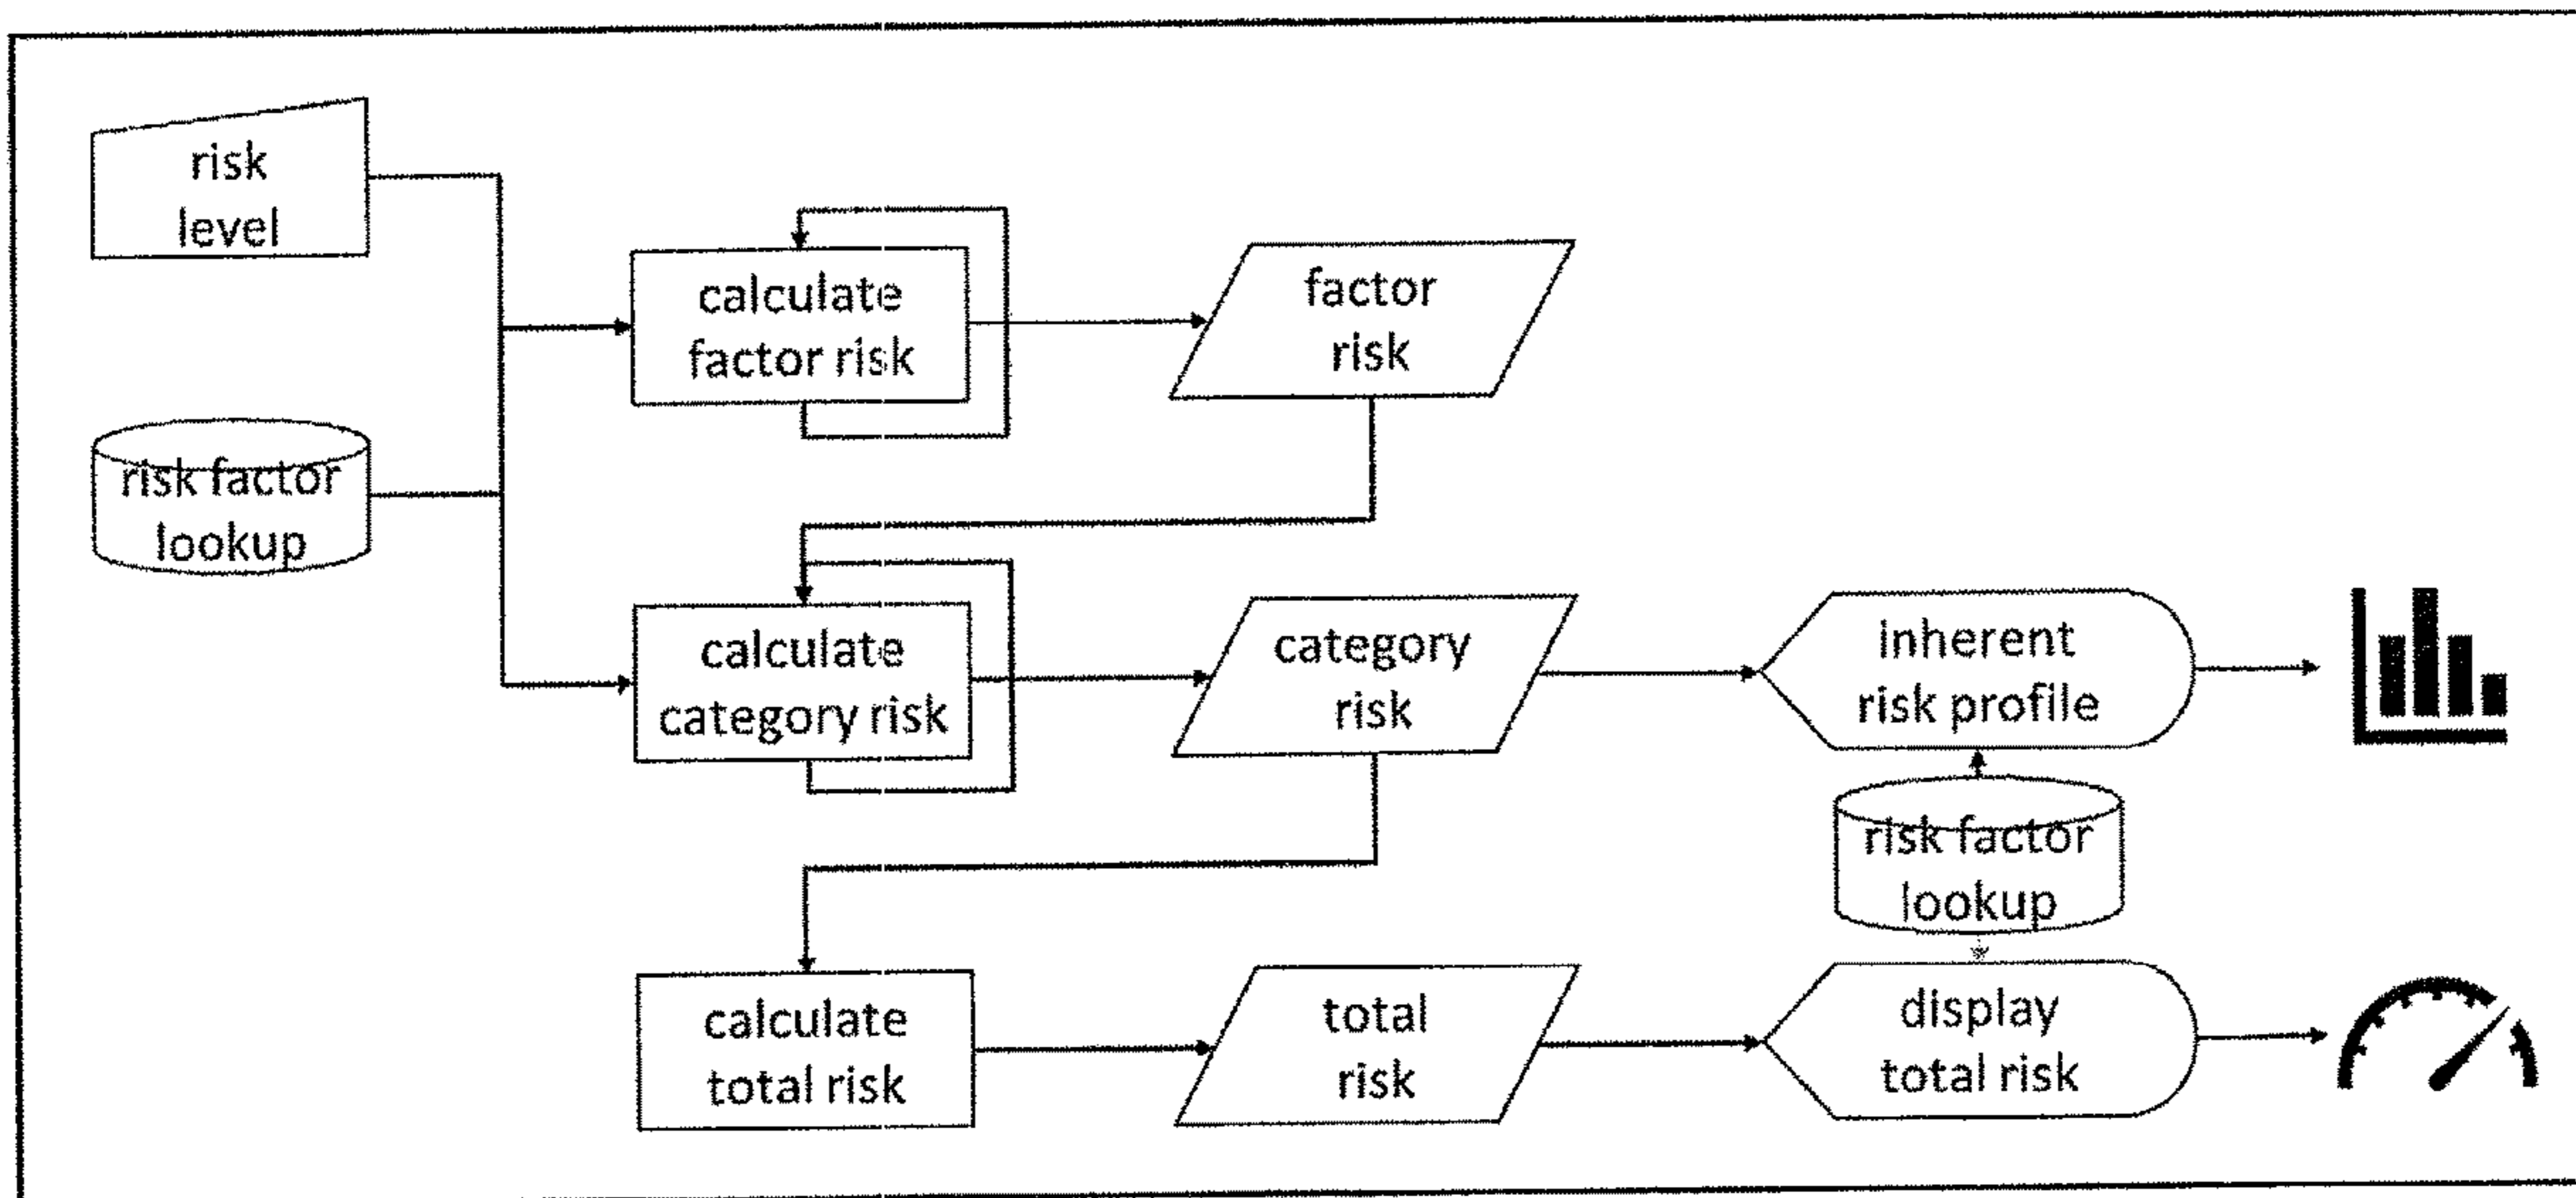 risk
level
calculate
factor risk
factor
risk
risk factor
lookup
calculate
category risk
category
risk
inherent
risk profile
risk factor
lookup
calculate
total risk
total
risk
display
total risk